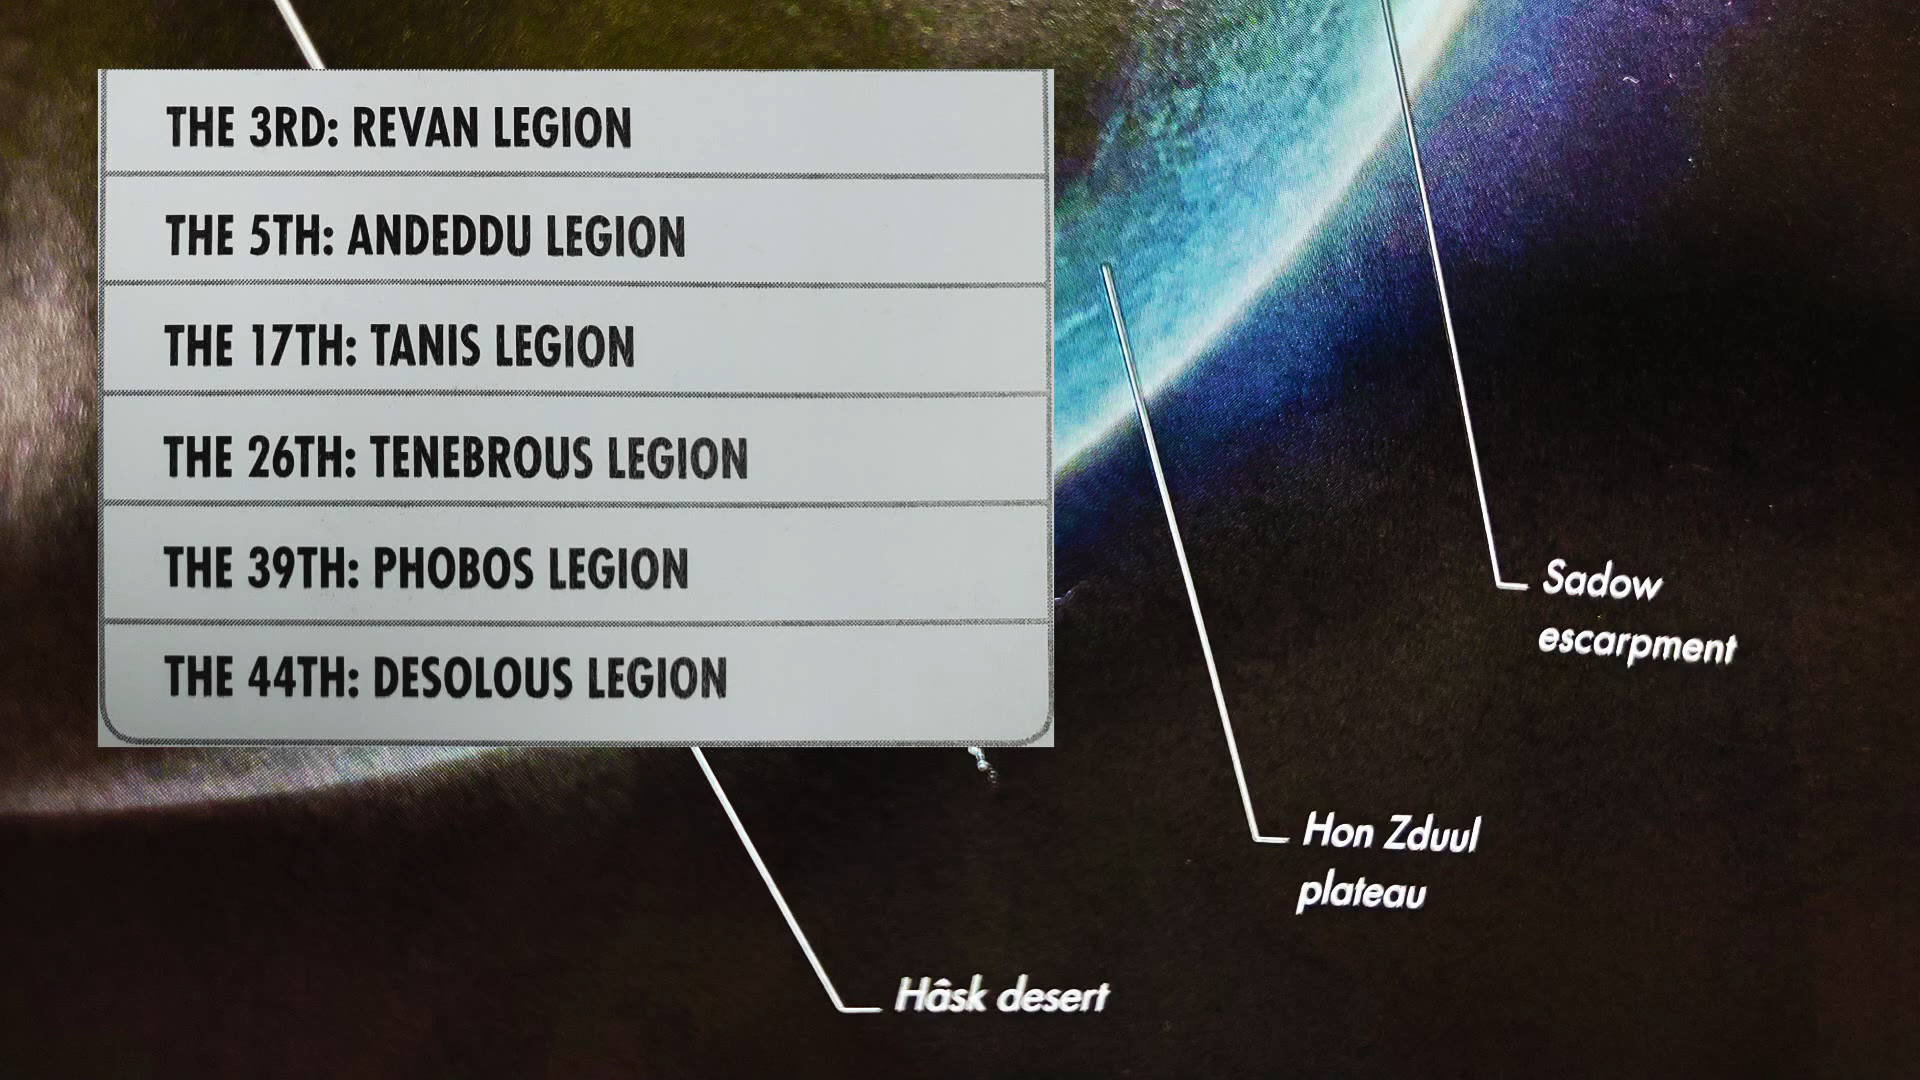 THE 3RD: REVAN LEGION
THE 5TH: ANDEDDU LEGION
THE 17TH: TANIS LEGION
THE 26TH: TENEBROUS LEGION
THE 39TH: PHOBOS LEGION
THE 44TH: DESOLOUS LEGION
Sadow
escarpment
Hon Zduul
plateau
Hâsk desert